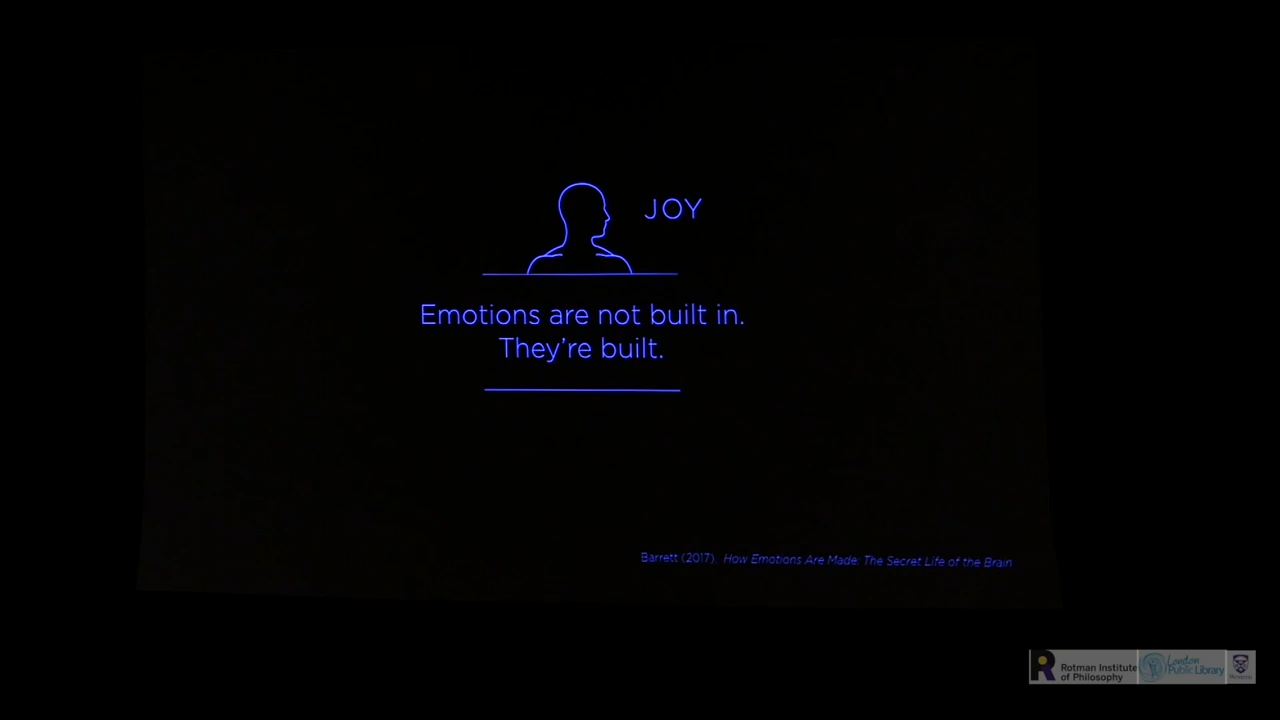 JOY
Emotions are not built in.
They're built.
Barrett (2017). How Emotions Are Made: The Secret Life of the Brain
Rotman Institute
of Philosophy
London
Public Library